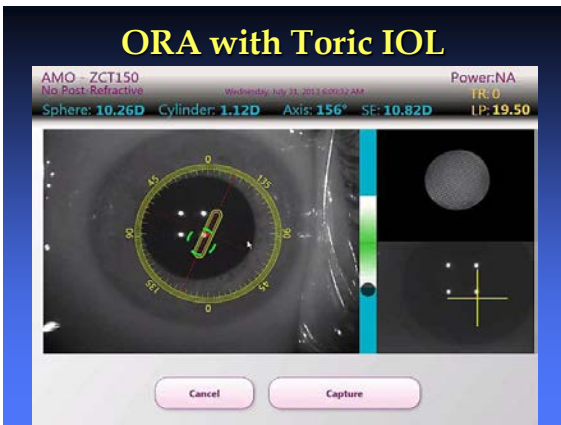 ORA with Toric IOL
AMO - ZCT150 Power:NA
No Post-Refractive Wednesday, July 31, 2013 6:09:32 AM TR: 0
Sphere: 10.26D Cylinder: 1.12D Axis: 156° SE: 10.82D LP: 19.50
0
45 135
90 90
135 45
0
Cancel Capture